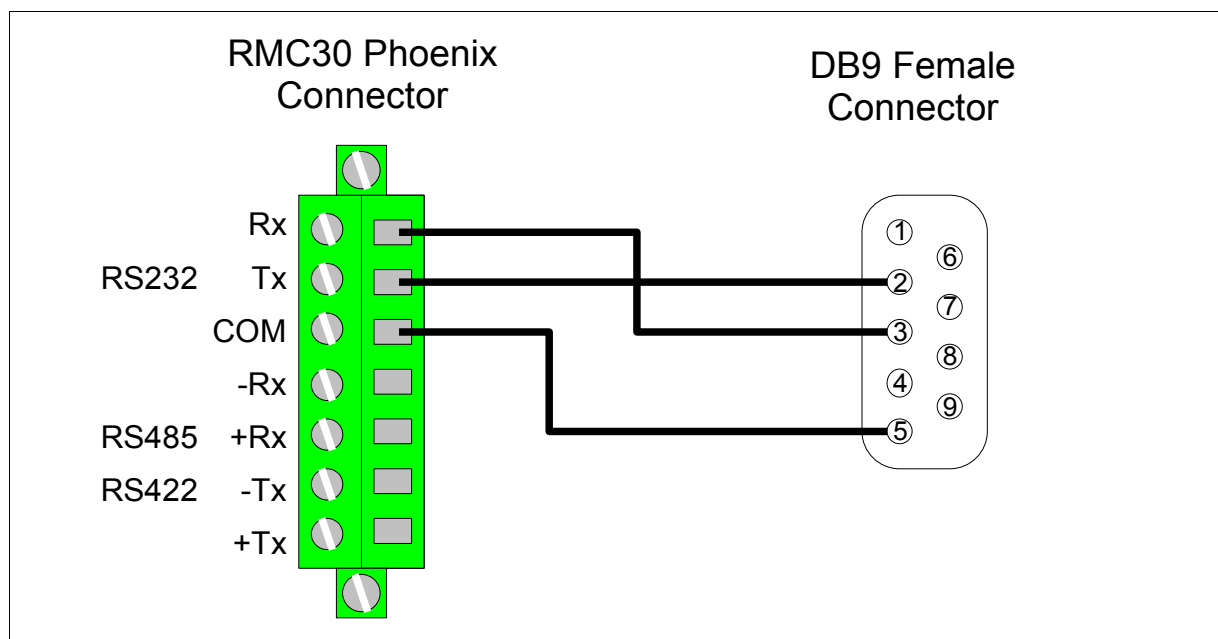 RMC30 Phoenix
Connector
DB9 Female
Connector
Rx
RS232 Tx
COM
-Rx
RS485 +Rx
RS422 -Tx
+Tx
1
6
2
7
3
8
4
9
5